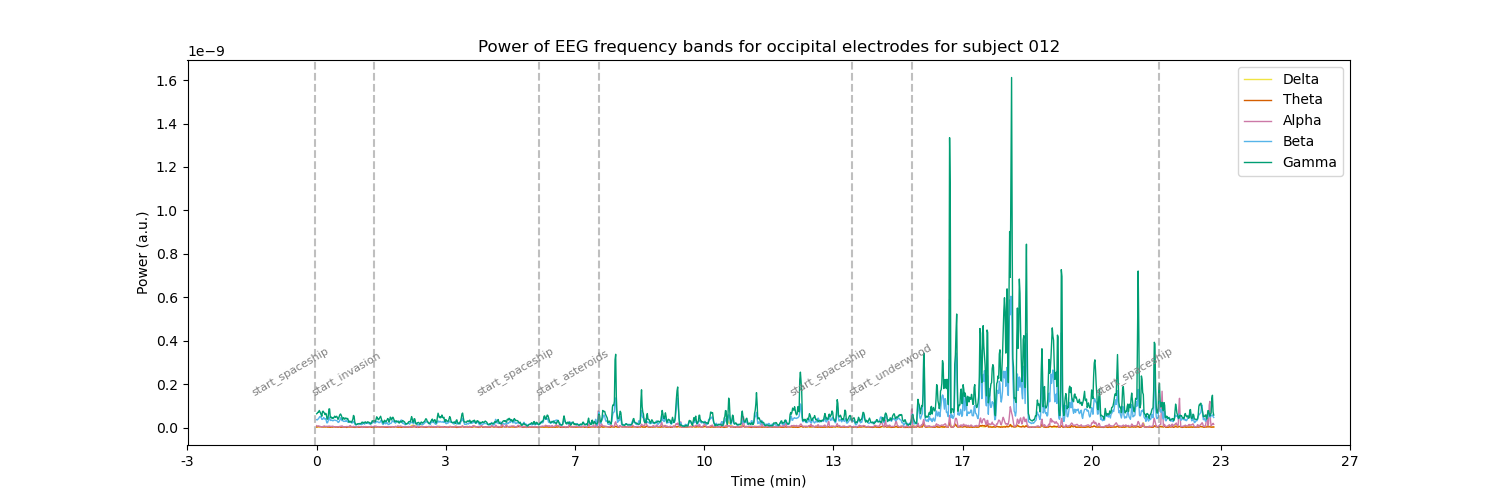 Power of EEG frequency bands for occipital electrodes for subject 012
1e−9
1.6
1.4
1.2
1.0
0.8
0.6
0.4
0.2
0.0
Power (a.u.)
Delta
Theta
Alpha
Beta
Gamma
start_spaceship
start_invasion
start_spaceship
start_asteroids
start_spaceship
start_underwood
start_spaceship
-3 0 3 7 10 13 17 20 23 27
Time (min)